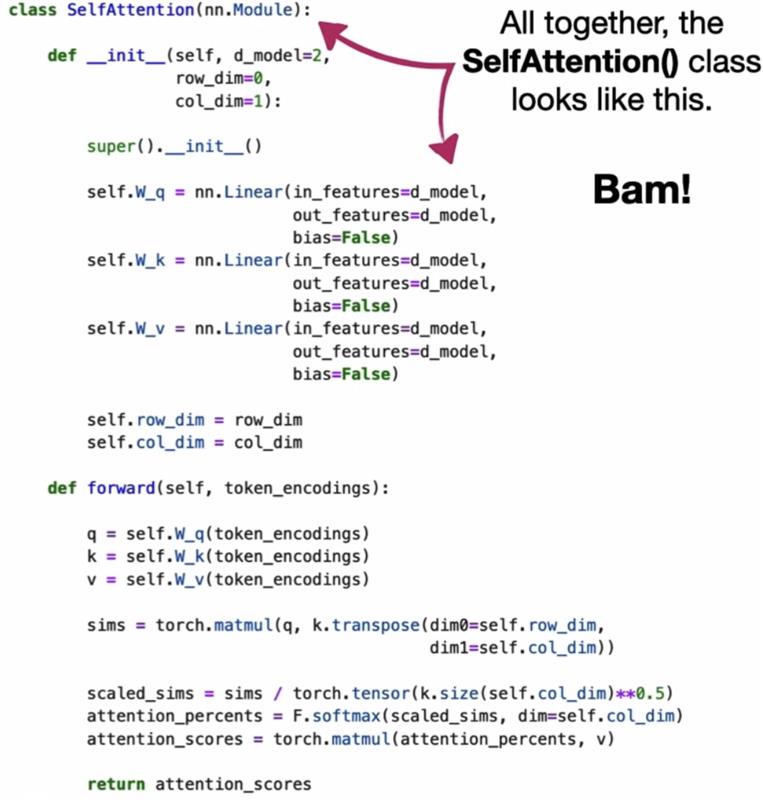 class SelfAttention(nn.Module):
def __init__(self, d_model=2,
row_dim=0,
col_dim=1):
super().__init__()
self.W_q = nn.Linear(in_features=d_model,
out_features=d_model,
bias=False)
self.W_k = nn.Linear(in_features=d_model,
out_features=d_model,
bias=False)
self.W_v = nn.Linear(in_features=d_model,
out_features=d_model,
bias=False)
self.row_dim = row_dim
self.col_dim = col_dim
def forward(self, token_encodings):
q = self.W_q(token_encodings)
k = self.W_k(token_encodings)
v = self.W_v(token_encodings)
sims = torch.matmul(q, k.transpose(dim0=self.row_dim,
dim1=self.col_dim))
scaled_sims = sims / torch.tensor(k.size(self.col_dim)**0.5)
attention_percents = F.softmax(scaled_sims, dim=self.col_dim)
attention_scores = torch.matmul(attention_percents, v)
return attention_scores
All together, the
SelfAttention() class
looks like this.
Bam!